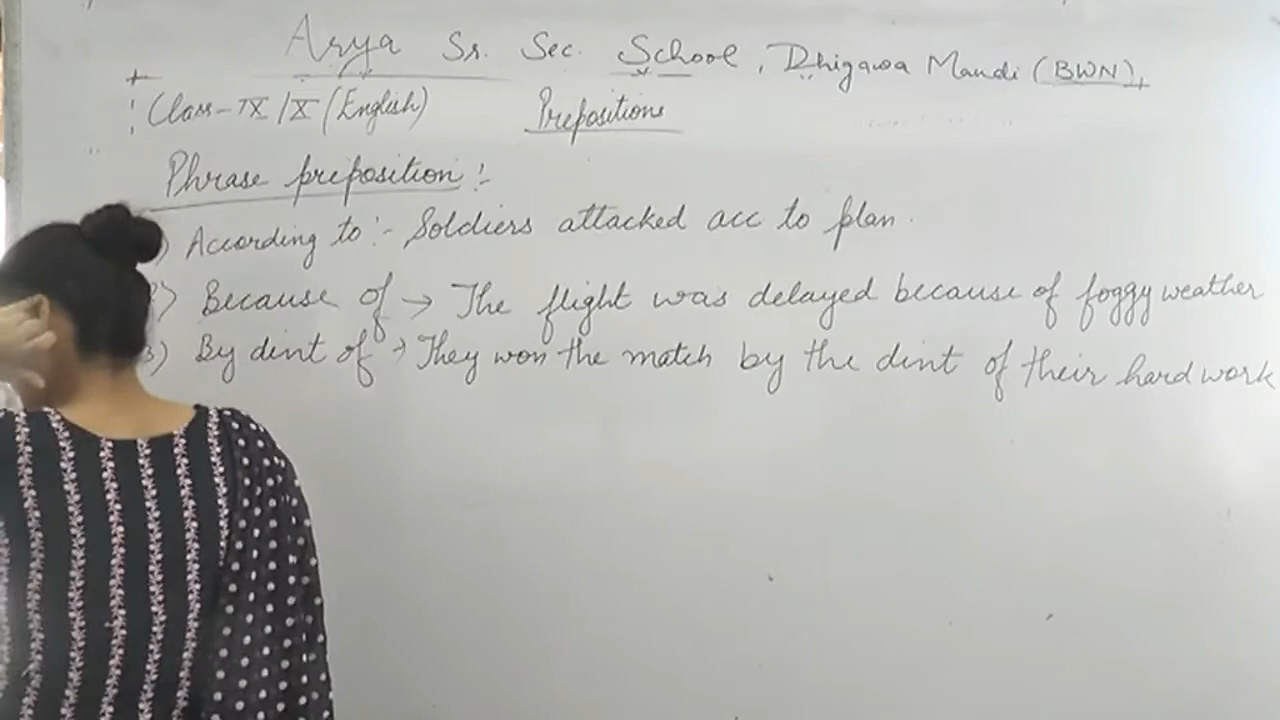 Arya Sr. Sec. School, Dhigawa Mandi (BWN)
Class-IX/X (English) Prepositions
Phrase preposition :-
) According to :- Soldiers attacked acc to plan.
) Because of → The flight was delayed because of foggy weather
3) By dint of → They won the match by the dint of their hard work